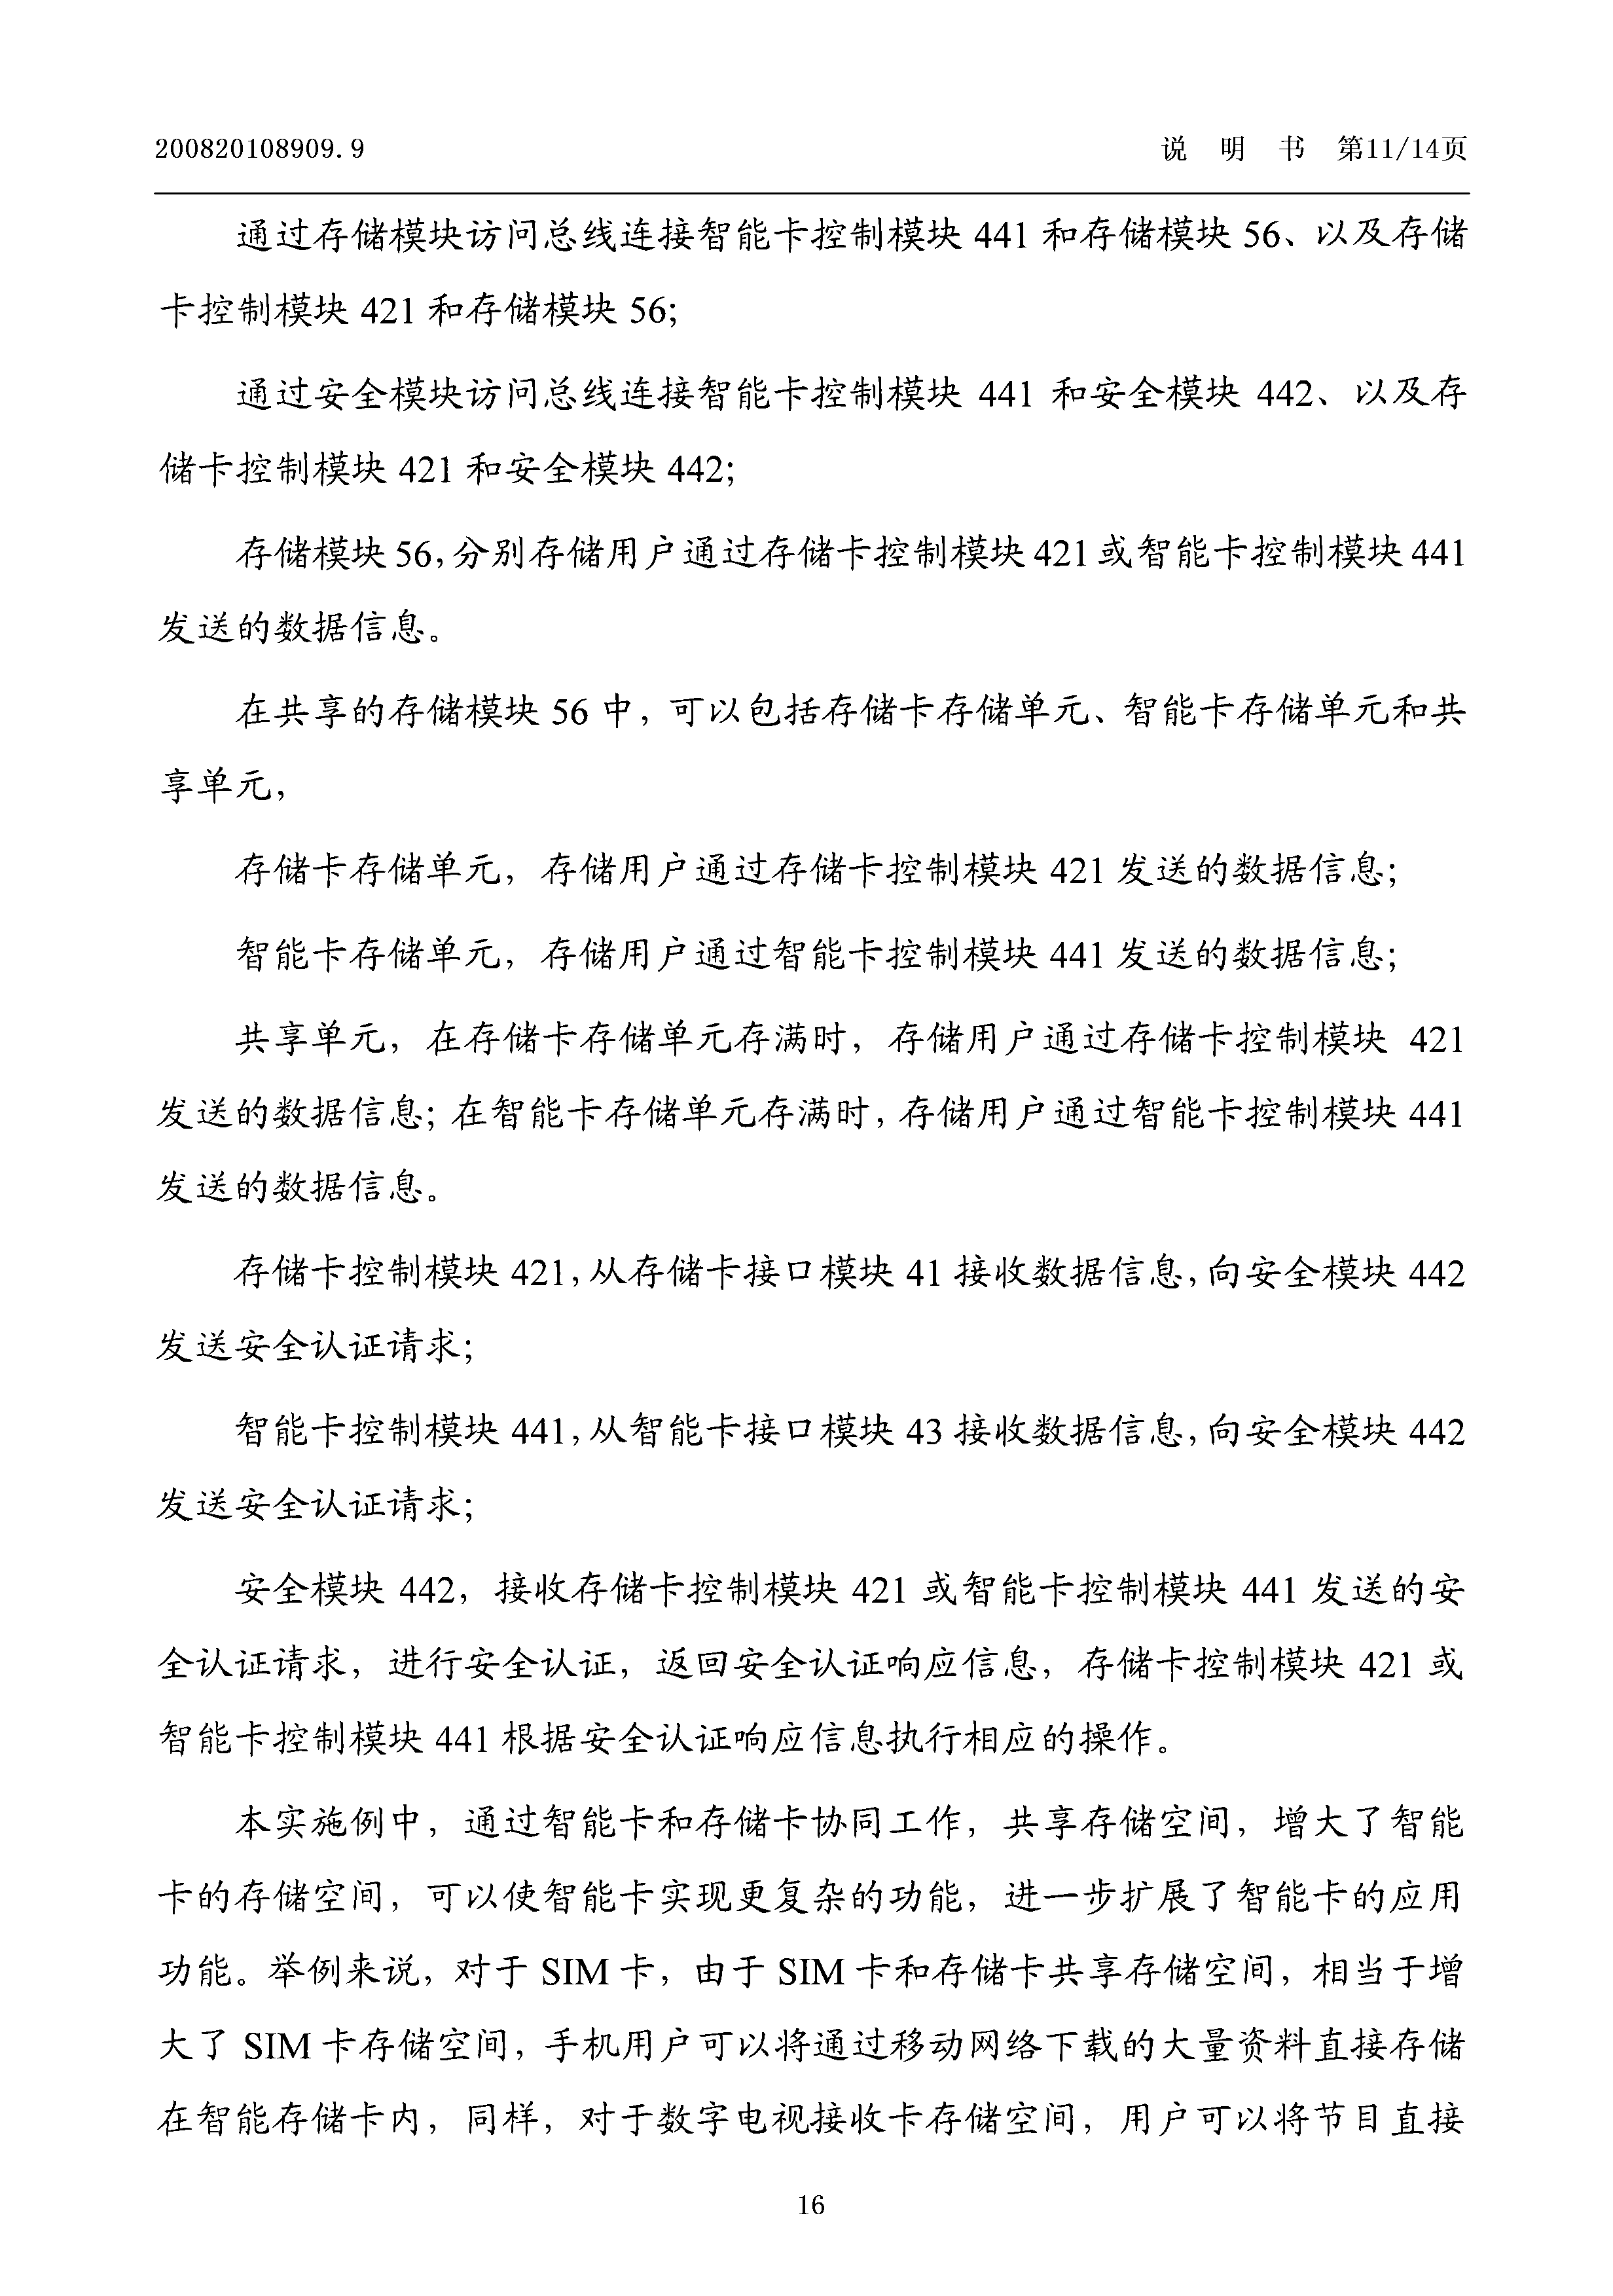 200820108909.9 说 明 书 第11/14页
通过存储模块访问总线连接智能卡控制模块 441 和存储模块 56、以及存储
卡控制模块 421 和存储模块 56;
通过安全模块访问总线连接智能卡控制模块 441 和安全模块 442、以及存
储卡控制模块 421 和安全模块 442;
存储模块 56,分别存储用户通过存储卡控制模块 421 或智能卡控制模块 441
发送的数据信息。
在共享的存储模块 56 中，可以包括存储卡存储单元、智能卡存储单元和共
享单元，
存储卡存储单元，存储用户通过存储卡控制模块 421 发送的数据信息;
智能卡存储单元，存储用户通过智能卡控制模块 441 发送的数据信息;
共享单元，在存储卡存储单元存满时，存储用户通过存储卡控制模块 421
发送的数据信息; 在智能卡存储单元存满时,存储用户通过智能卡控制模块 441
发送的数据信息。
存储卡控制模块 421,从存储卡接口模块 41 接收数据信息,向安全模块 442
发送安全认证请求;
智能卡控制模块 441,从智能卡接口模块 43 接收数据信息,向安全模块 442
发送安全认证请求;
安全模块 442，接收存储卡控制模块 421 或智能卡控制模块 441 发送的安
全认证请求，进行安全认证，返回安全认证响应信息，存储卡控制模块 421 或
智能卡控制模块 441 根据安全认证响应信息执行相应的操作。
本实施例中，通过智能卡和存储卡协同工作，共享存储空间，增大了智能
卡的存储空间，可以使智能卡实现更复杂的功能，进一步扩展了智能卡的应用
功能。举例来说，对于 SIM 卡，由于 SIM 卡和存储卡共享存储空间，相当于增
大了 SIM 卡存储空间，手机用户可以将通过移动网络下载的大量资料直接存储
在智能存储卡内，同样，对于数字电视接收卡存储空间，用户可以将节目直接
16